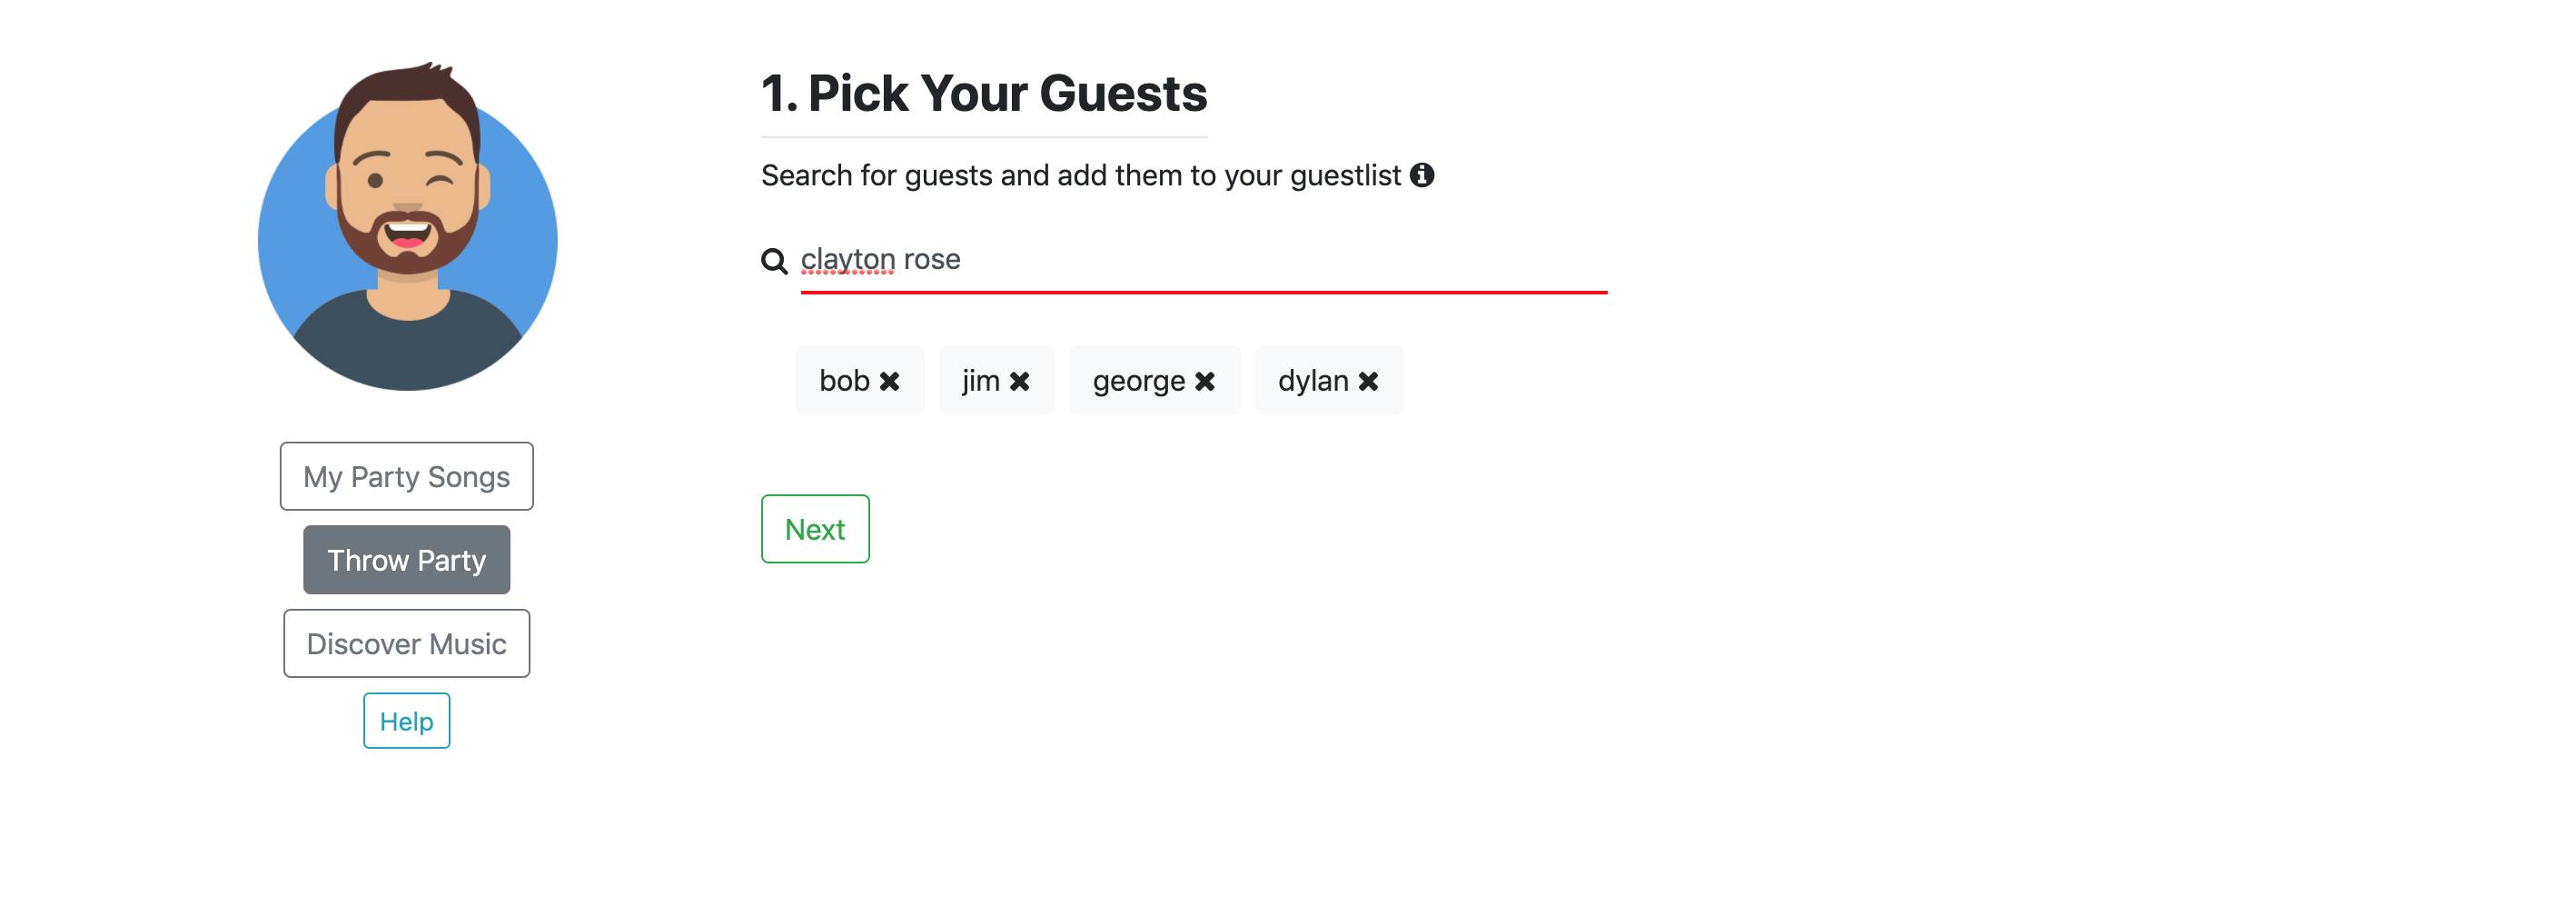 1. Pick Your Guests
Search for guests and add them to your guestlist
clayton rose
bob jim george dylan
Next
My Party Songs
Throw Party
Discover Music
Help